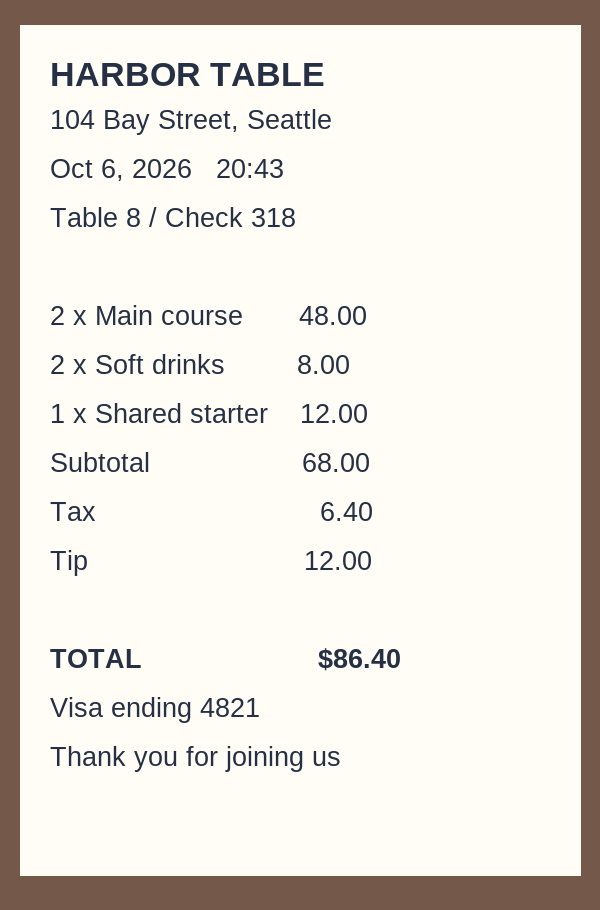 HARBOR TABLE
104 Bay Street, Seattle
Oct 6, 2026 20:43
Table 8 / Check 318
2 x Main course 48.00
2 x Soft drinks 8.00
1 x Shared starter 12.00
Subtotal 68.00
Tax 6.40
Tip 12.00
TOTAL $86.40
Visa ending 4821
Thank you for joining us